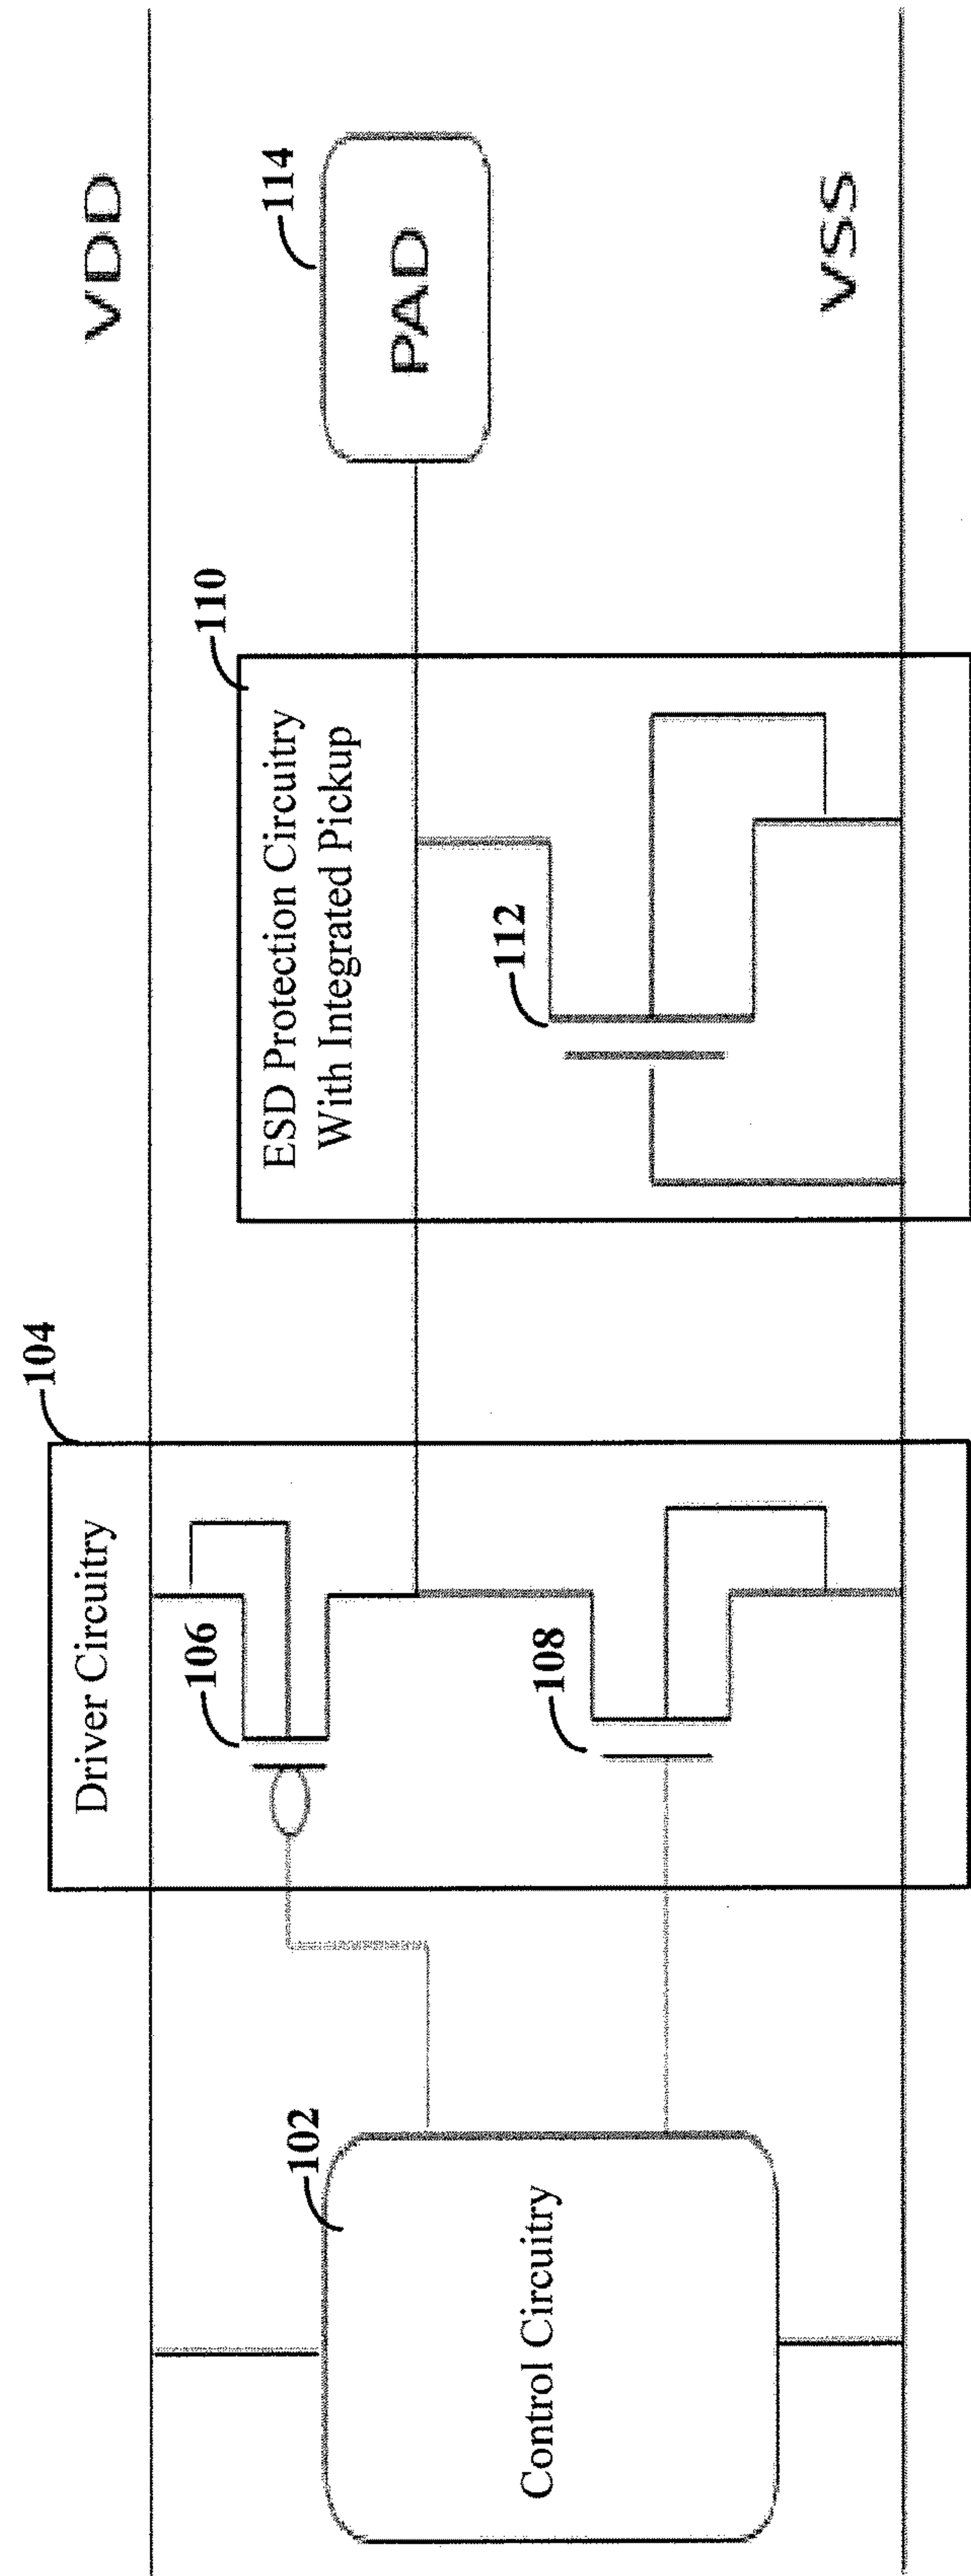 VDD
104
Driver Circuitry
110
ESD Protection Circuitry
With Integrated Pickup
106
114
PAD
102
Control Circuitry
112
108
VSS